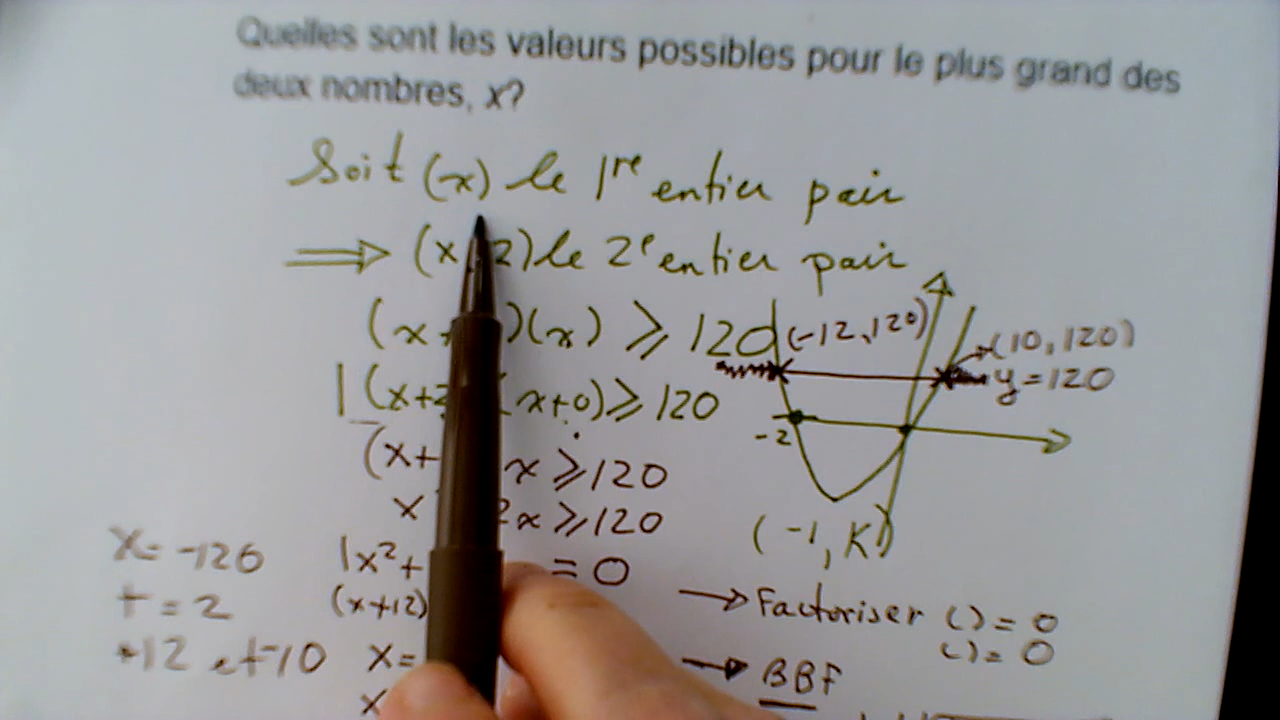 Quelles sont les valeurs possibles pour le plus grand des
deux nombres, x?
Soit (x) le 1re entier pair
⟹ (x 2) le 2e entier pair
(x+ )(x) ⩾ 120
1(x+2 (x+0) ⩾ 120
(x+ x ⩾ 120
x 2x ⩾ 120
1x²+ = 0
(x+12)
x=
x
(-12,120)
(10,120)
y=120
-2
(-1, K)
x= -120
+ = 2
+12 et -10
→ Factoriser ( ) = 0
( ) = 0
→ BBF